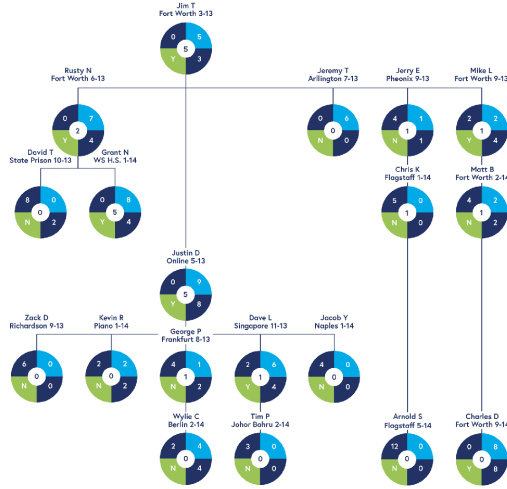 Jim T
Fort Worth 3-13
0 5
5
Y 3
Rusty N
Fort Worth 6-13
0 7
2
Y 4
Jeremy T
Arllington 7-13
0 6
0
N 0
Jerry E
Pheonix 9-13
4 1
1
N 1
Mike L
Fort Worth 9-13
2 2
1
Y 4
David T
State Prison 10-13
8 0
0
N 2
Grant N
WS H.S. 1-14
0 8
5
Y 4
Chris K
Flagstaff 1-14
5 0
1
N 0
Matt B
Fort Worth 2-14
4 2
1
N 2
Justin D
Online 5-13
0 9
5
Y 8
Zack D
Richardson 9-13
6 0
0
N 0
Kevin R
Plano 1-14
2 2
0
N 2
George P
Frankfurt 8-13
4 1
1
N 2
Dave L
Singapore 11-13
2 6
1
Y 4
Jacob Y
Naples 1-14
4 0
0
N 0
Wylie C
Berlin 2-14
2 4
0
N 4
Tim P
Johor Bahru 2-14
3 0
0
N 0
Arnold S
Flagstaff 5-14
12 0
0
N 0
Charles D
Fort Worth 9-14
0 8
0
Y 8